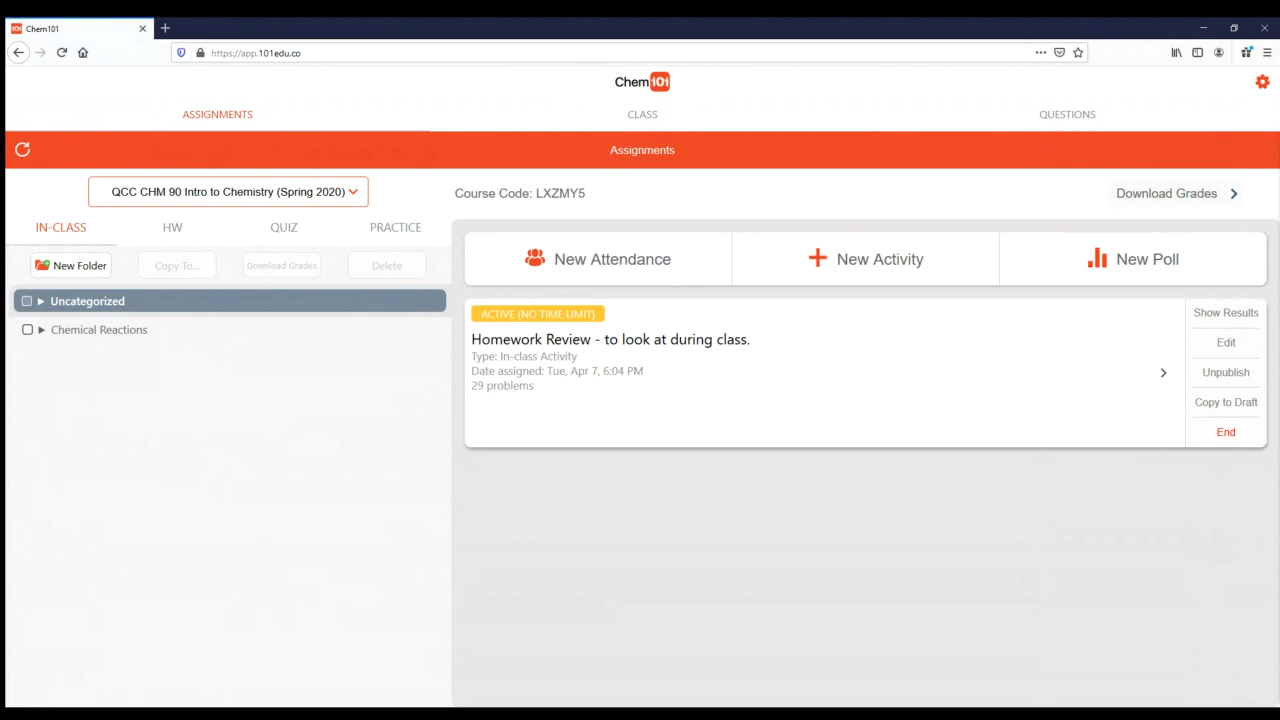 Chem101
https://app.101edu.co
Chem101
ASSIGNMENTS
CLASS
QUESTIONS
Assignments
QCC CHM 90 Intro to Chemistry (Spring 2020)
Course Code: LXZMY5
Download Grades
IN-CLASS
HW
QUIZ
PRACTICE
New Folder
Copy To...
Download Grades
Delete
Uncategorized
Chemical Reactions
New Attendance
New Activity
New Poll
ACTIVE (NO TIME LIMIT)
Homework Review - to look at during class.
Type: In-class Activity
Date assigned: Tue, Apr 7, 6:04 PM
29 problems
Show Results
Edit
Unpublish
Copy to Draft
End